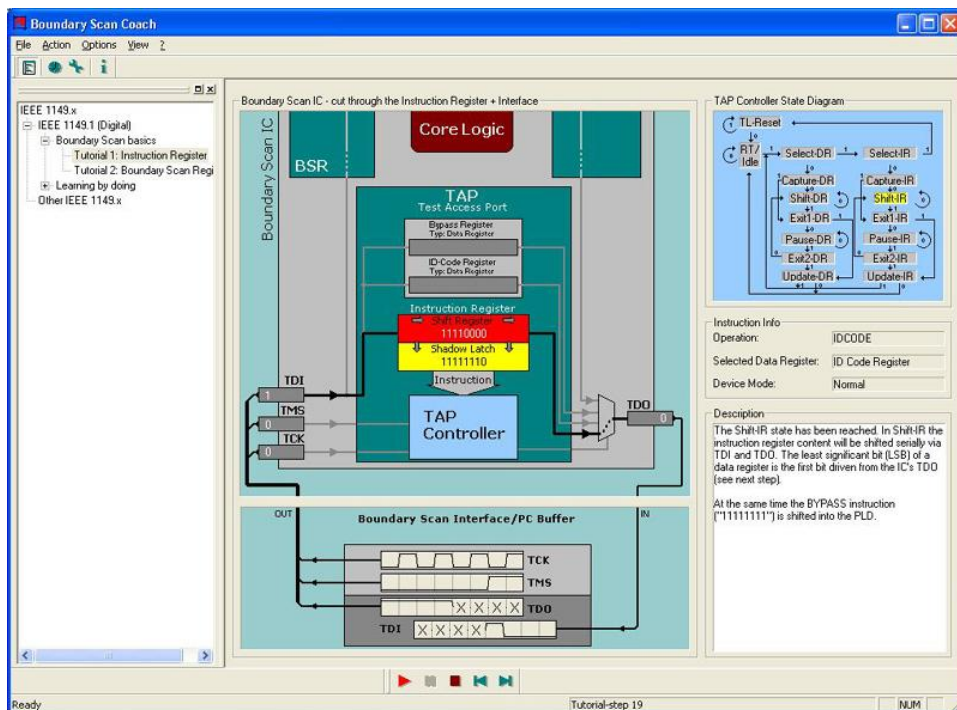 Boundary Scan Coach
File Action Options View ?
IEEE 1149.x
IEEE 1149.1 (Digital)
Boundary Scan basics
Tutorial 1: Instruction Register
Tutorial 2: Boundary Scan Regi
Learning by doing
Other IEEE 1149.x
Boundary Scan IC - cut through the Instruction Register + Interface
Boundary Scan IC
BSR
Core Logic
TAP
Test Access Port
Bypass Register
Typ: Data Register
ID-Code Register
Typ: Data Register
Instruction Register
Shift Register
11110000
Shadow Latch
11111110
Instruction
TAP
Controller
TDI
1
TMS
0
TCK
0
TDO
0
OUT
IN
Boundary Scan Interface/PC Buffer
TCK
TMS
X X X X TDO
TDI X X X X
TAP Controller State Diagram
TL-Reset
RT/
Idle
Select-DR
Select-IR
Capture-DR
Capture-IR
Shift-DR
Shift-IR
Exit1-DR
Exit1-IR
Pause-DR
Pause-IR
Exit2-DR
Exit2-IR
Update-DR
Update-IR
Instruction Info
Operation: IDCODE
Selected Data Register: ID Code Register
Device Mode: Normal
Description
The Shift-IR state has been reached. In Shift-IR the
instruction register content will be shifted serially via
TDI and TDO. The least significant bit (LSB) of a
data register is the first bit driven from the IC's TDO
(see next step).
At the same time the BYPASS instruction
("11111111") is shifted into the PLD.
Ready
Tutorial-step 19
NUM